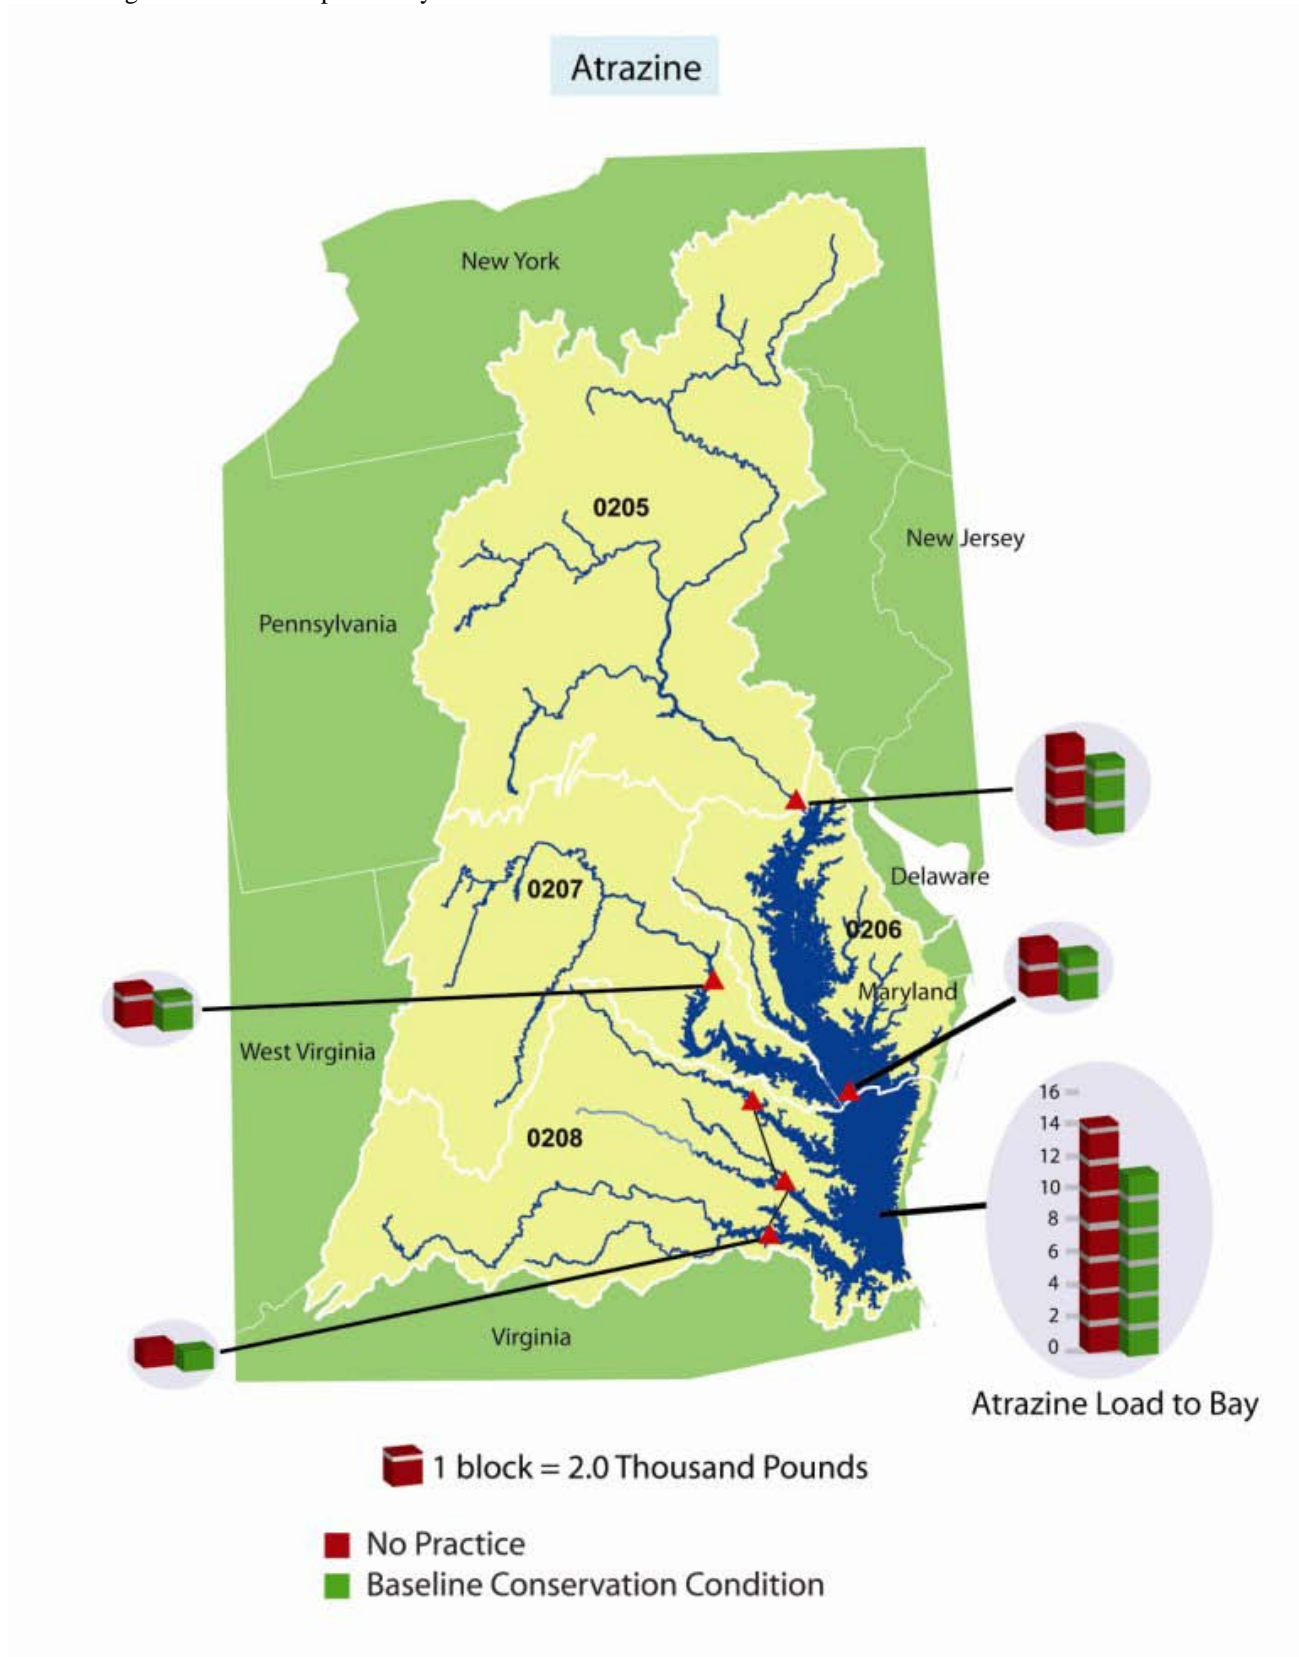 Atrazine
New York
0205
New Jersey
Pennsylvania
Delaware
0207
0206
Maryland
West Virginia
0208
16
14
12
10
8
6
4
2
0
Virginia
Atrazine Load to Bay
1 block = 2.0 Thousand Pounds
No Practice
Baseline Conservation Condition